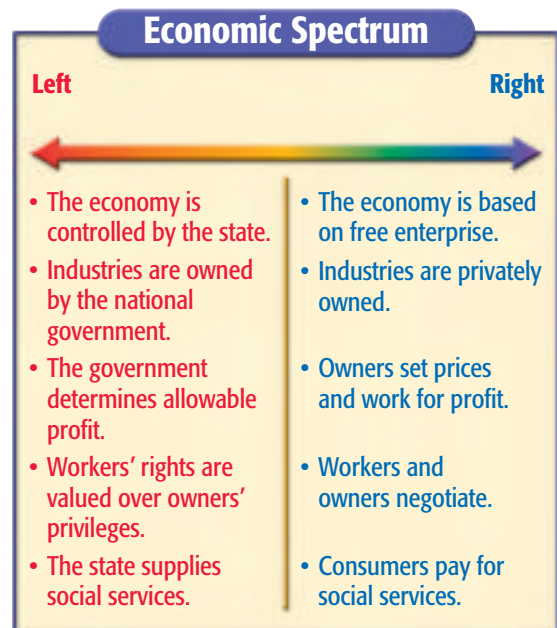 Economic Spectrum
Left
Right
• The economy is
controlled by the state.
• Industries are owned
by the national
government.
• The government
determines allowable
profit.
• Workers' rights are
valued over owners'
privileges.
• The state supplies
social services.
• The economy is based
on free enterprise.
• Industries are privately
owned.
• Owners set prices
and work for profit.
• Workers and
owners negotiate.
• Consumers pay for
social services.